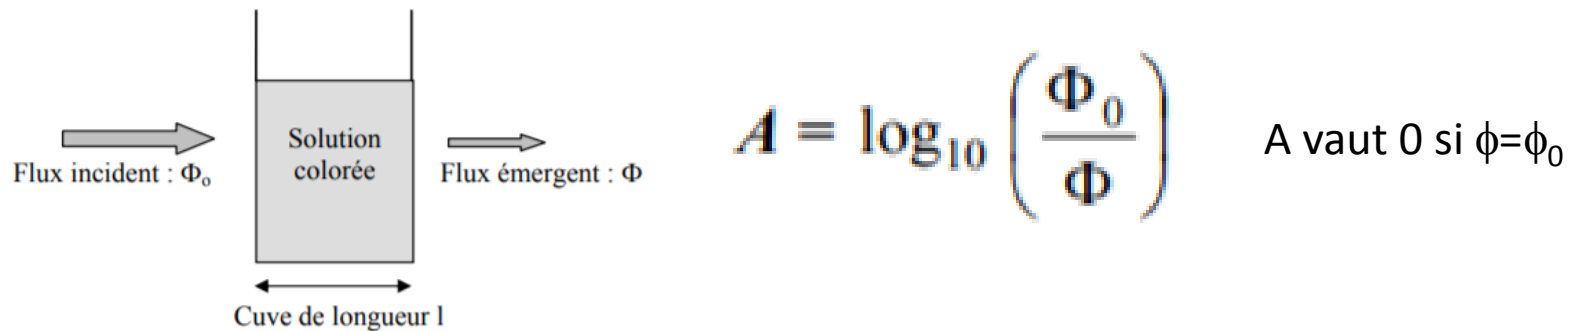 Solution
colorée
Flux incident : Φₒ
Flux émergent : Φ
Cuve de longueur l
A = log₁₀ (Φ₀ / Φ)
A vaut 0 si ϕ=ϕ₀